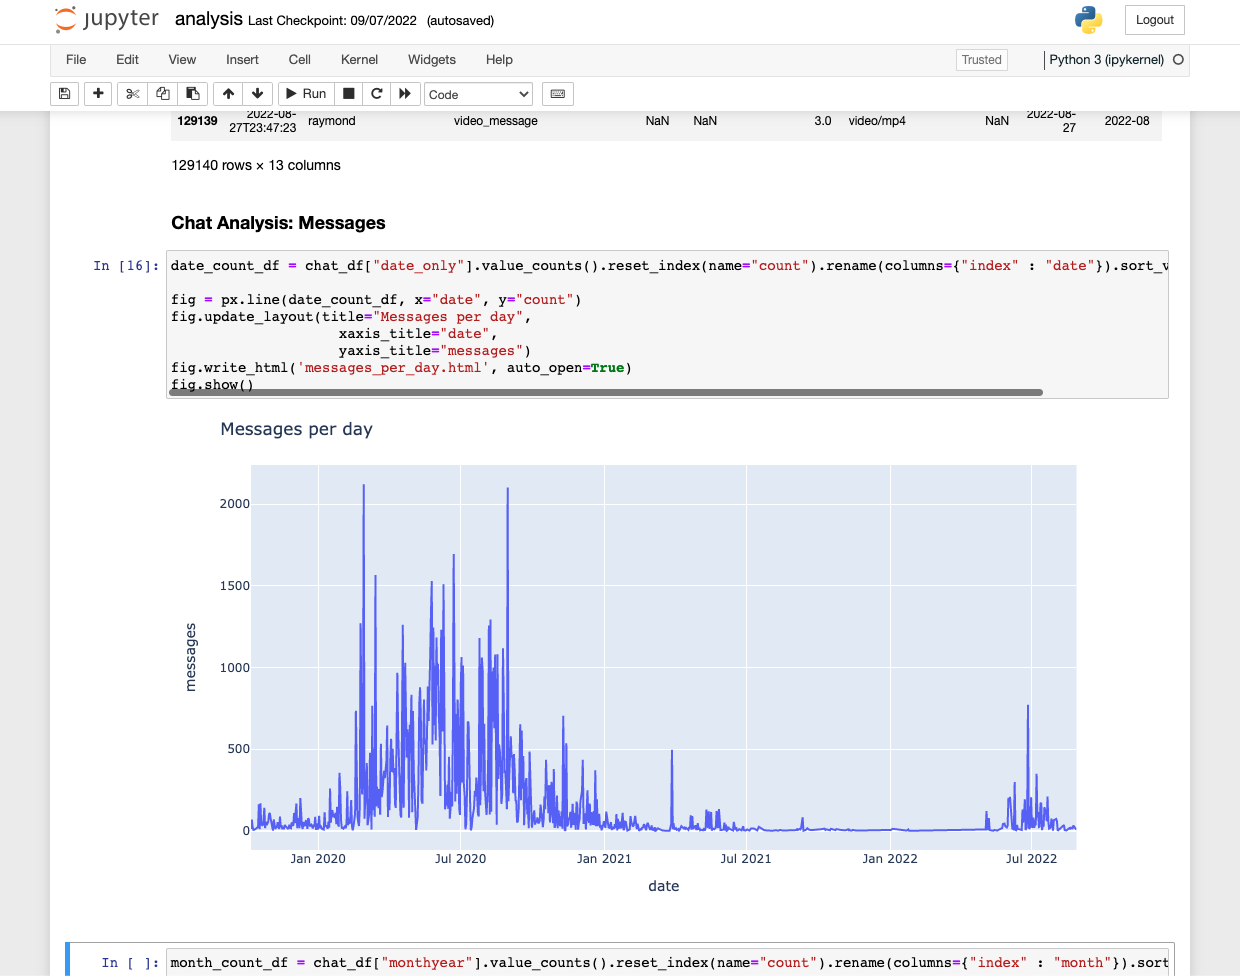 jupyter analysis Last Checkpoint: 09/07/2022 (autosaved)
Logout
File Edit View Insert Cell Kernel Widgets Help
Trusted
Python 3 (ipykernel)
Run
Code
129139 2022-08-27T23:47:23 raymond video_message NaN NaN 3.0 video/mp4 NaN 2022-08-27 2022-08
129140 rows × 13 columns
Chat Analysis: Messages
In [16]:
date_count_df = chat_df["date_only"].value_counts().reset_index(name="count").rename(columns={"index" : "date"}).sort_v
fig = px.line(date_count_df, x="date", y="count")
fig.update_layout(title="Messages per day",
xaxis_title="date",
yaxis_title="messages")
fig.write_html('messages_per_day.html', auto_open=True)
fig.show()
Messages per day
2000
1500
1000
500
0
messages
Jan 2020 Jul 2020 Jan 2021 Jul 2021 Jan 2022 Jul 2022
date
In [ ]:
month_count_df = chat_df["monthyear"].value_counts().reset_index(name="count").rename(columns={"index" : "month"}).sort